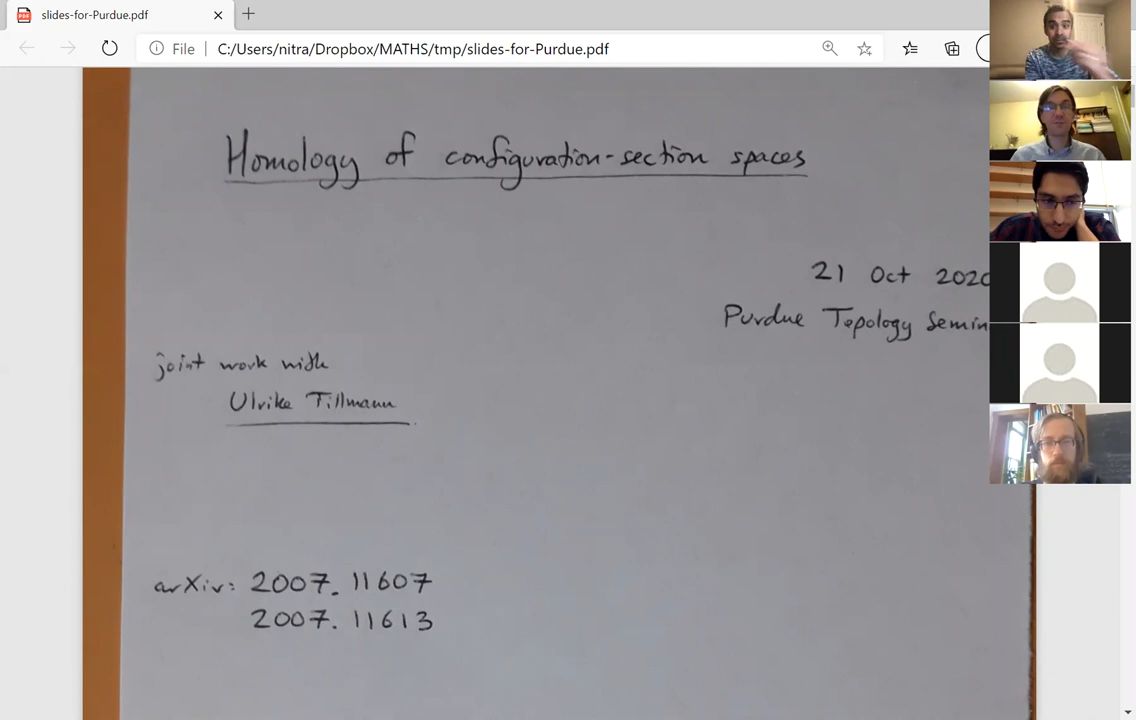 slides-for-Purdue.pdf
File
C:/Users/nitra/Dropbox/MATHS/tmp/slides-for-Purdue.pdf
Homology of configuration-section spaces
21 Oct 2020
Purdue Topology Semin
joint work with
Ulrike Tillmann
arXiv: 2007.11607
2007.11613